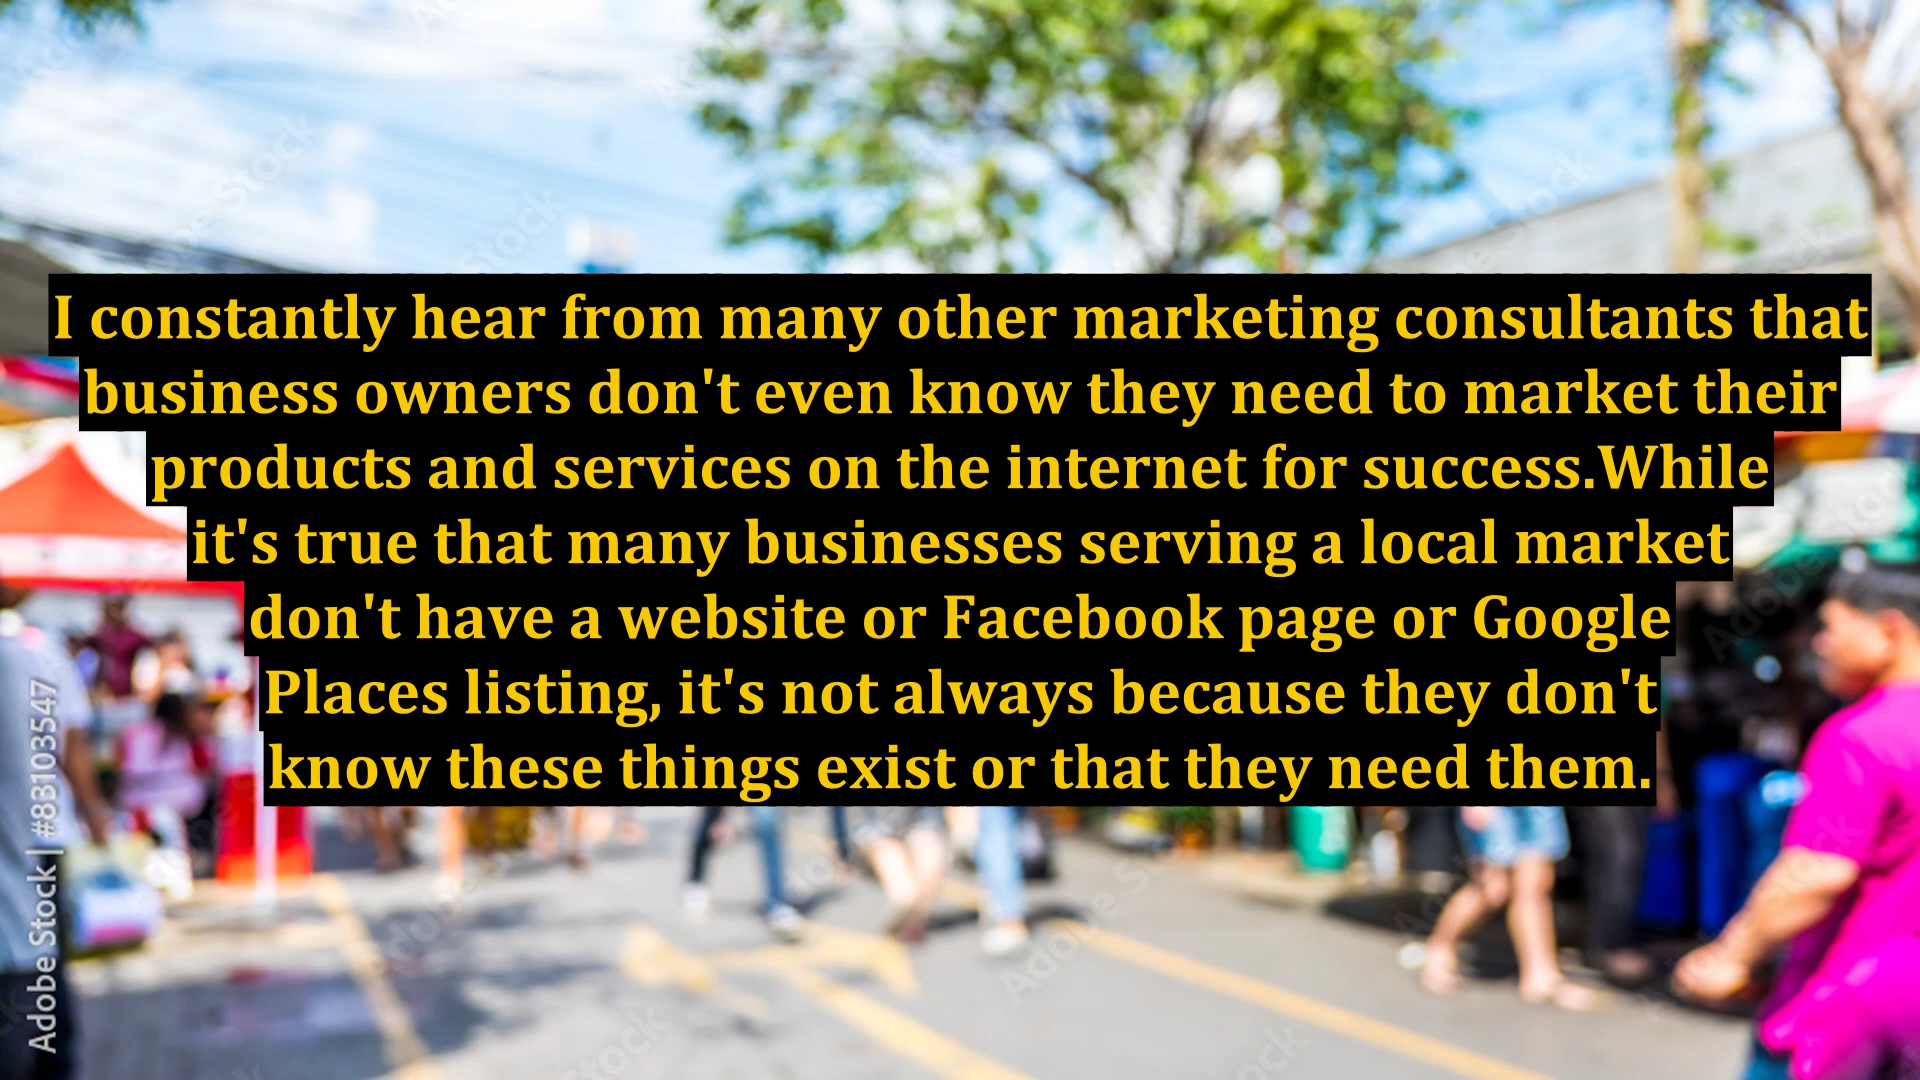 I constantly hear from many other marketing consultants that
business owners don't even know they need to market their
products and services on the internet for success.While
it's true that many businesses serving a local market
don't have a website or Facebook page or Google
Places listing, it's not always because they don't
know these things exist or that they need them.
Adobe Stock | #831035547